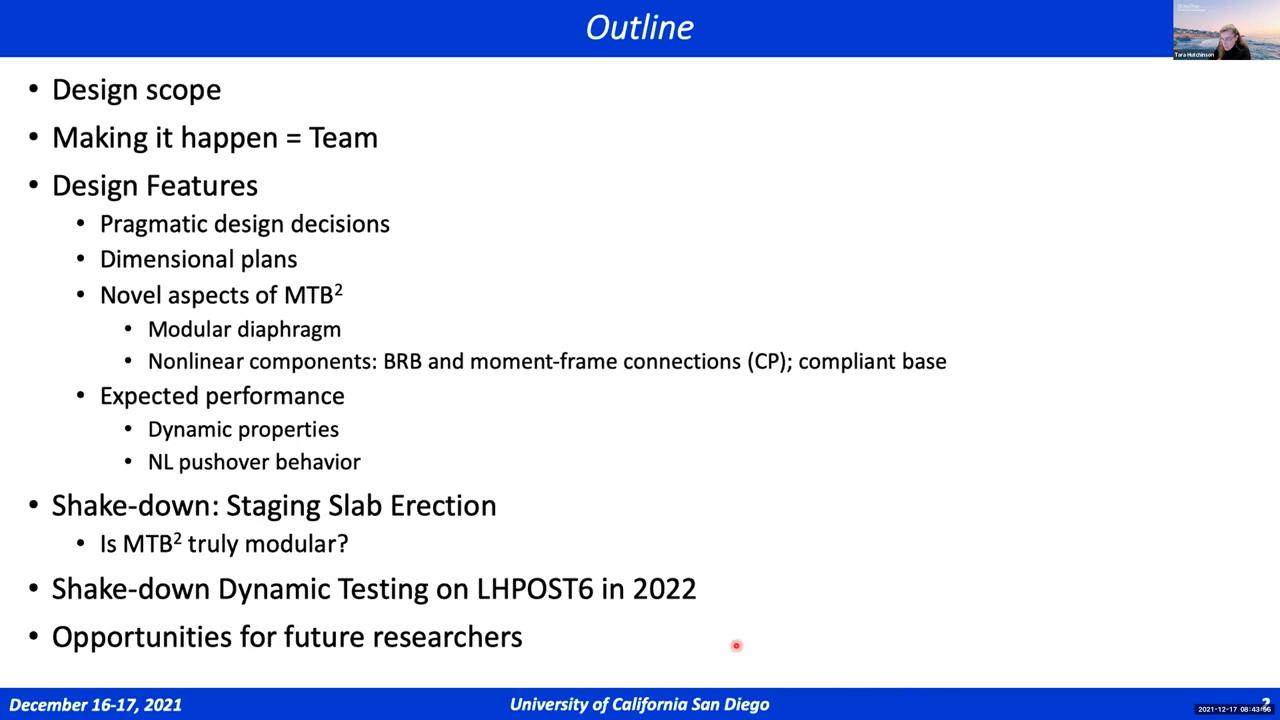 Outline
Tara Hutchinson
• Design scope
• Making it happen = Team
• Design Features
• Pragmatic design decisions
• Dimensional plans
• Novel aspects of MTB²
• Modular diaphragm
• Nonlinear components: BRB and moment-frame connections (CP); compliant base
• Expected performance
• Dynamic properties
• NL pushover behavior
• Shake-down: Staging Slab Erection
• Is MTB² truly modular?
• Shake-down Dynamic Testing on LHPOST6 in 2022
• Opportunities for future researchers
December 16-17, 2021
University of California San Diego
2